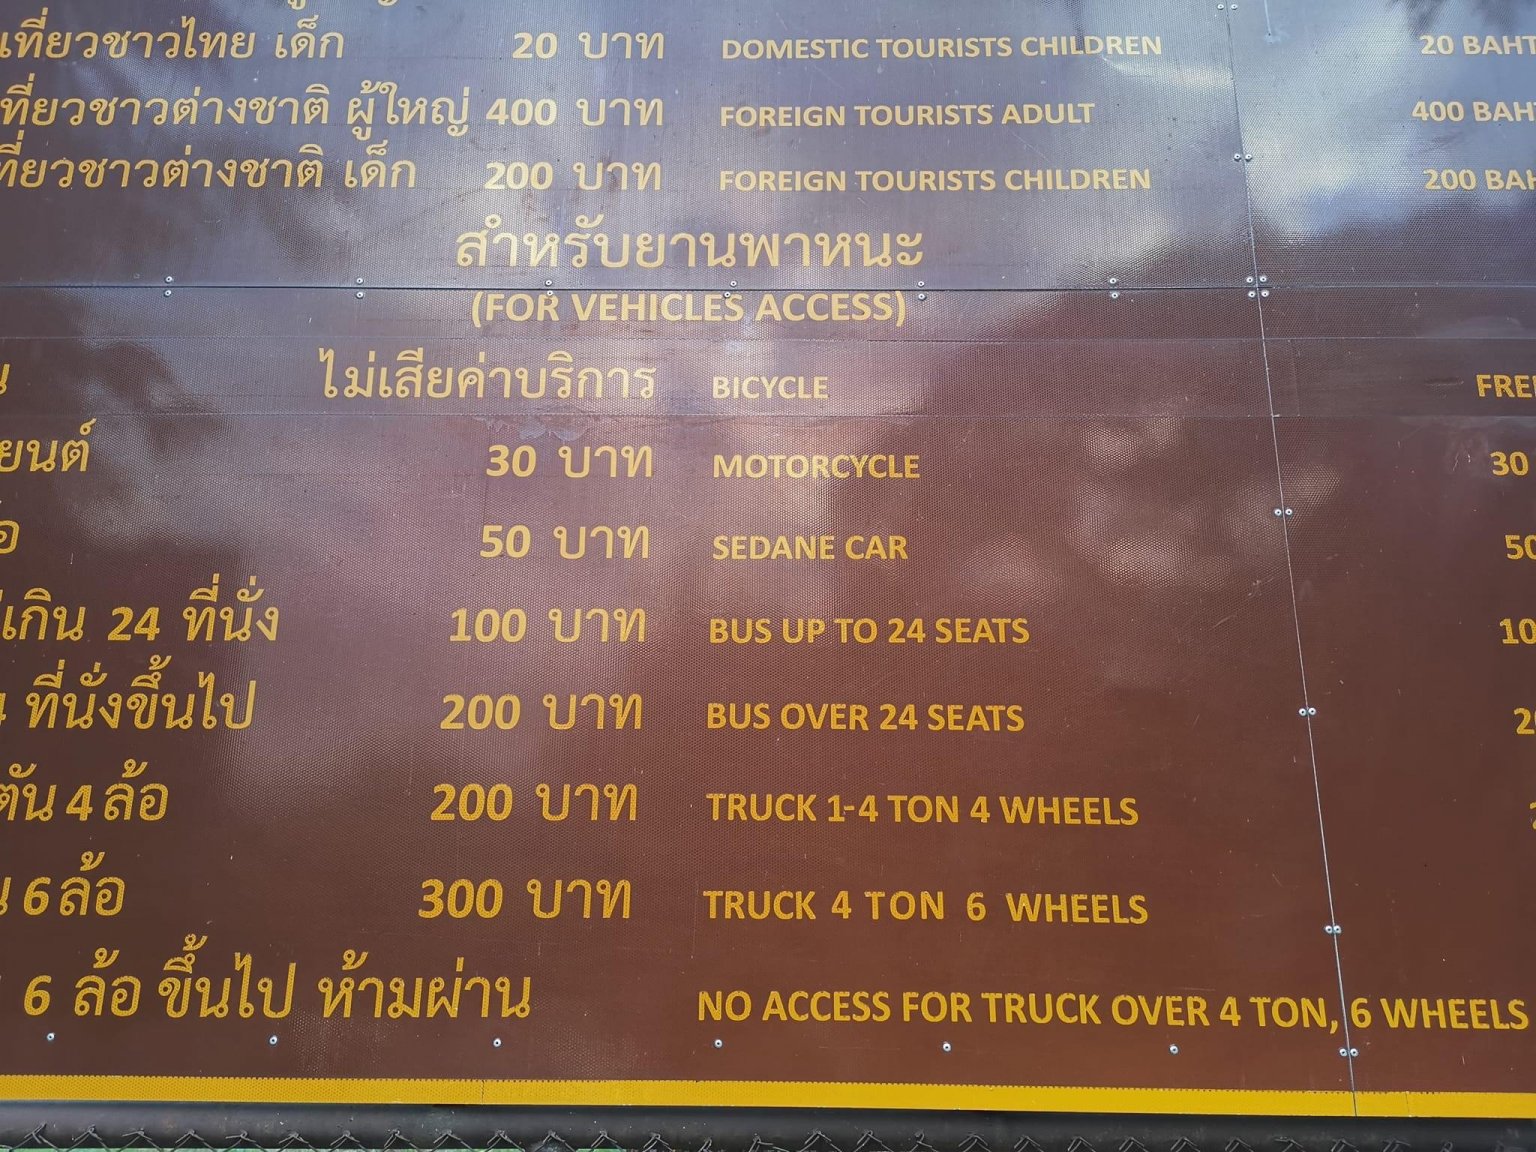 เที่ยวชาวไทย เด็ก 20 บาท DOMESTIC TOURISTS CHILDREN 20 BAHT
เที่ยวชาวต่างชาติ ผู้ใหญ่ 400 บาท FOREIGN TOURISTS ADULT 400 BAHT
เที่ยวชาวต่างชาติ เด็ก 200 บาท FOREIGN TOURISTS CHILDREN 200 BAH
สำหรับยานพาหนะ
(FOR VEHICLES ACCESS)
ไม่เสียค่าบริการ BICYCLE FREE
ยนต์ 30 บาท MOTORCYCLE 30
50 บาท SEDANE CAR 50
เกิน 24 ที่นั่ง 100 บาท BUS UP TO 24 SEATS 10
ที่นั่งขึ้นไป 200 บาท BUS OVER 24 SEATS
ตัน 4 ล้อ 200 บาท TRUCK 1-4 TON 4 WHEELS
6 ล้อ 300 บาท TRUCK 4 TON 6 WHEELS
6 ล้อ ขึ้นไป ห้ามผ่าน NO ACCESS FOR TRUCK OVER 4 TON, 6 WHEELS